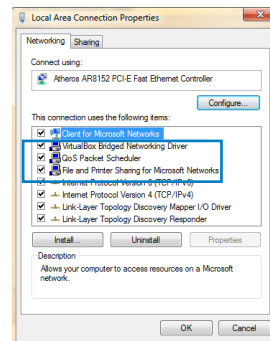 Local Area Connection Properties
Networking Sharing
Connect using:
Atheros AR8152 PCI-E Fast Ethernet Controller
Configure...
This connection uses the following items:
Client for Microsoft Networks
VirtualBox Bridged Networking Driver
QoS Packet Scheduler
File and Printer Sharing for Microsoft Networks
Internet Protocol Version 6 (TCP/IPv6)
Internet Protocol Version 4 (TCP/IPv4)
Link-Layer Topology Discovery Mapper I/O Driver
Link-Layer Topology Discovery Responder
Install... Uninstall Properties
Description
Allows your computer to access resources on a Microsoft
network.
OK Cancel